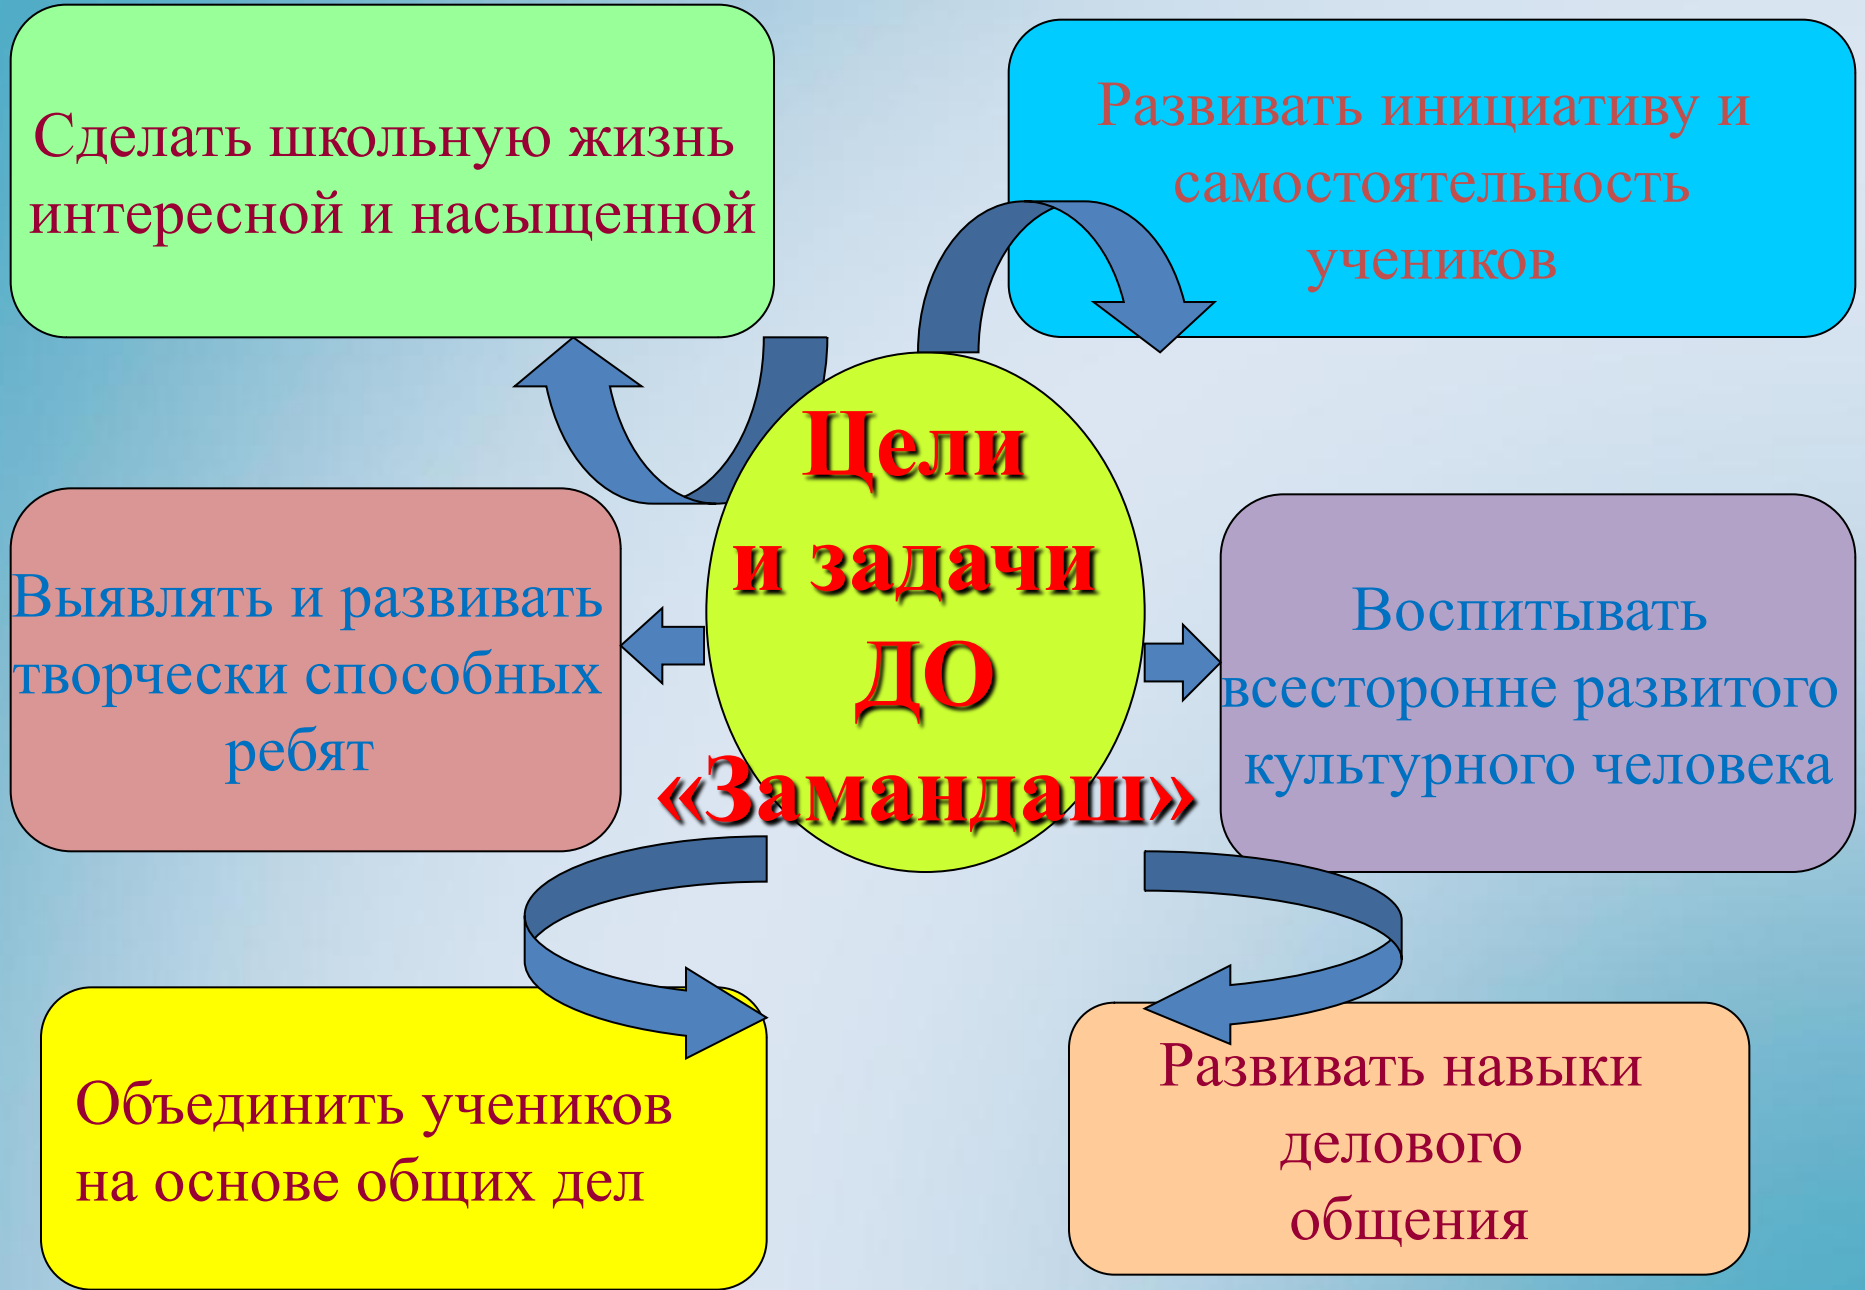 Сделать школьную жизнь
интересной и насыщенной
Развивать инициативу и
самостоятельность
учеников
Цели
и задачи
ДО
«Замандаш»
Выявлять и развивать
творчески способных
ребят
Воспитывать
всесторонне развитого
культурного человека
Объединить учеников
на основе общих дел
Развивать навыки
делового
общения